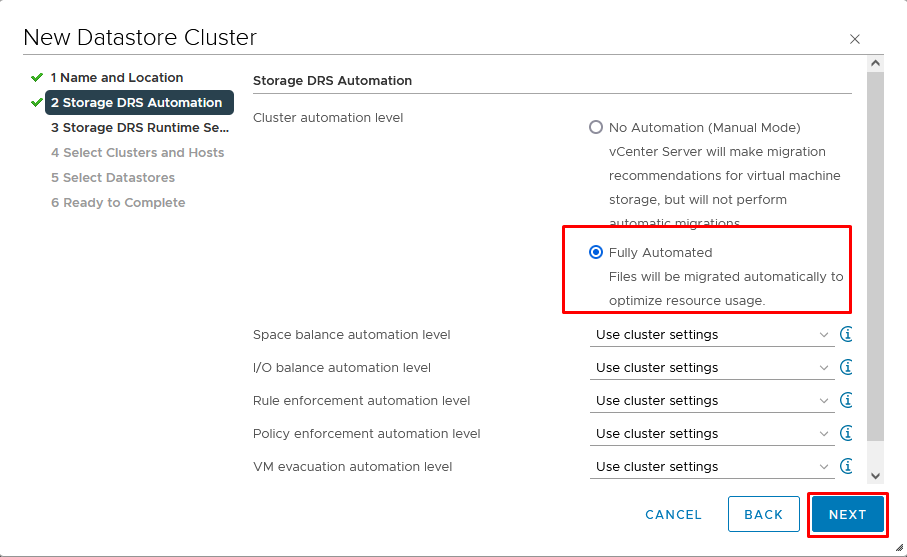 New Datastore Cluster
1 Name and Location
2 Storage DRS Automation
3 Storage DRS Runtime Se...
4 Select Clusters and Hosts
5 Select Datastores
6 Ready to Complete
Storage DRS Automation
Cluster automation level
No Automation (Manual Mode)
vCenter Server will make migration
recommendations for virtual machine
storage, but will not perform
automatic migrations.
Fully Automated
Files will be migrated automatically to
optimize resource usage.
Space balance automation level Use cluster settings
I/O balance automation level Use cluster settings
Rule enforcement automation level Use cluster settings
Policy enforcement automation level Use cluster settings
VM evacuation automation level Use cluster settings
CANCEL BACK NEXT